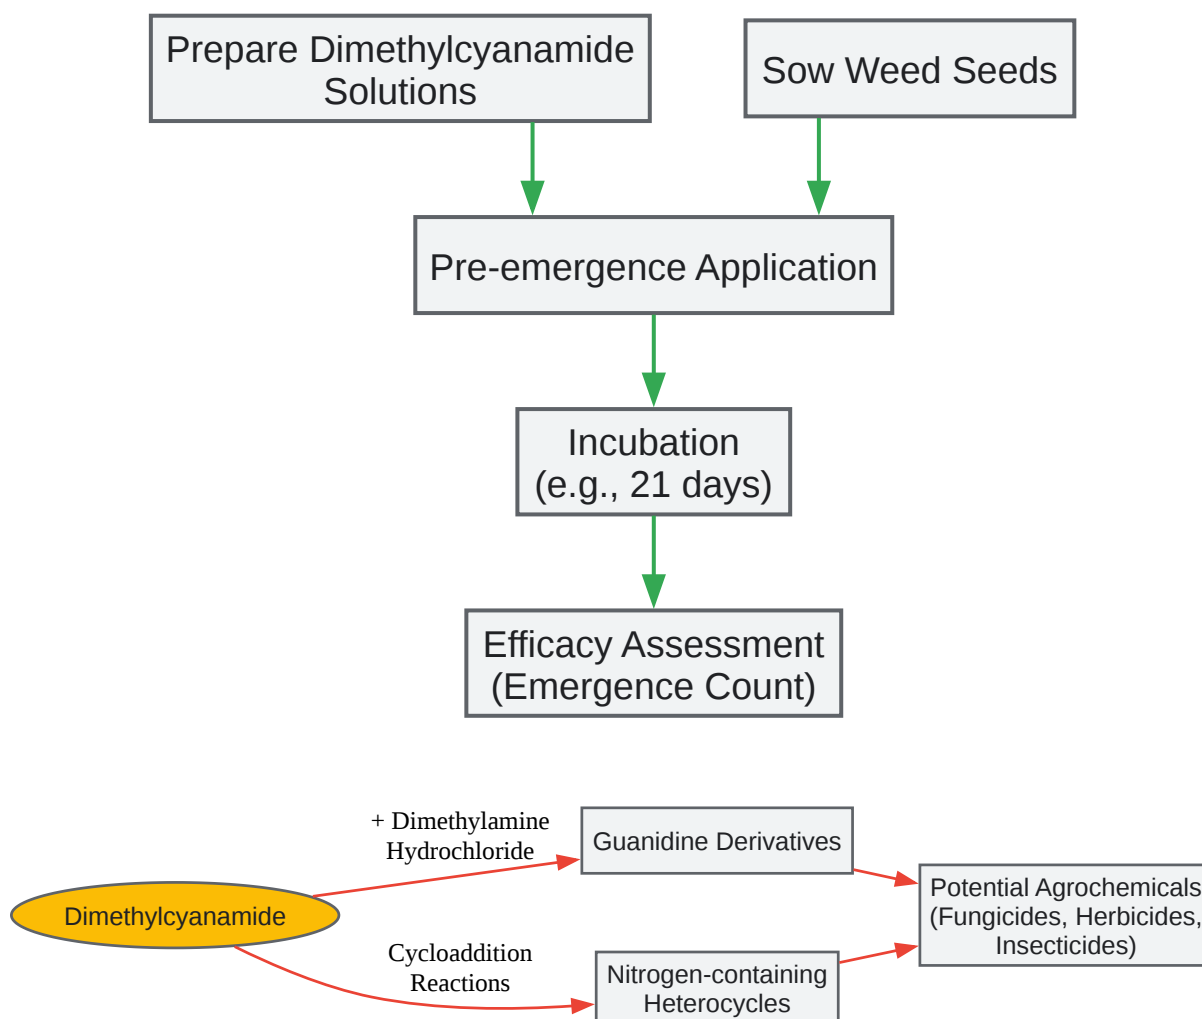 Prepare Dimethylcyanamide
Solutions
Sow Weed Seeds
Pre-emergence Application
Incubation
(e.g., 21 days)
Efficacy Assessment
(Emergence Count)
+ Dimethylamine
Hydrochloride
Guanidine Derivatives
Dimethylcyanamide
Potential Agrochemicals
(Fungicides, Herbicides,
Insecticides)
Cycloaddition
Reactions
Nitrogen-containing
Heterocycles